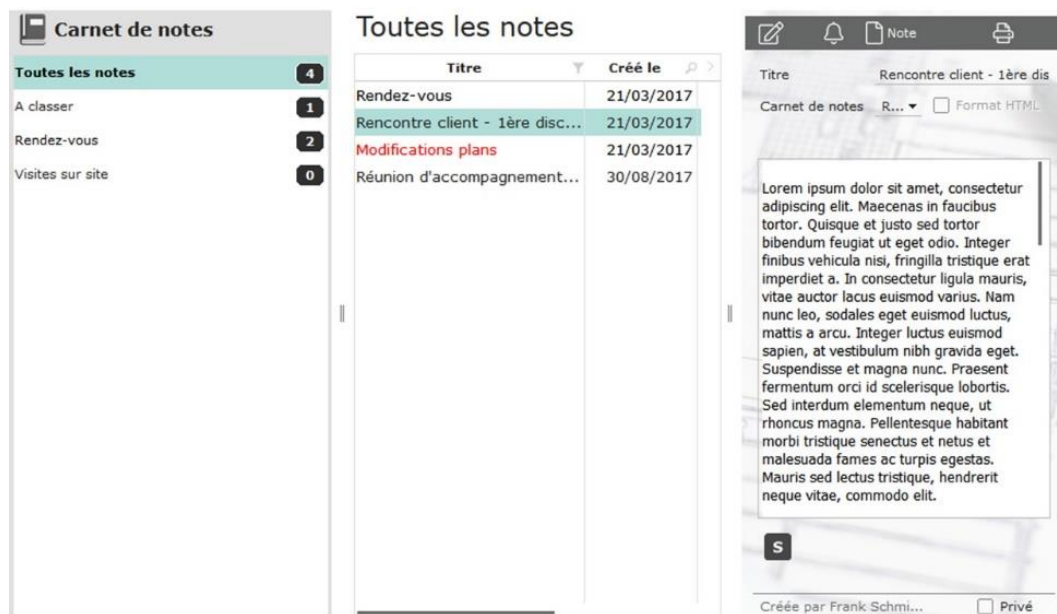 Carnet de notes
Toutes les notes 4
A classer 1
Rendez-vous 2
Visites sur site 0
Toutes les notes
Titre Créé le
Rendez-vous 21/03/2017
Rencontre client - 1ère disc... 21/03/2017
Modifications plans 21/03/2017
Réunion d'accompagnement... 30/08/2017
Note
Titre Rencontre client - 1ère dis
Carnet de notes R... Format HTML
Lorem ipsum dolor sit amet, consectetur
adipiscing elit. Maecenas in faucibus
tortor. Quisque et justo sed tortor
bibendum feugiat ut eget odio. Integer
finibus vehicula nisi, fringilla tristique erat
imperdiet a. In consectetur ligula mauris,
vitae auctor lacus euismod varius. Nam
nunc leo, sodales eget euismod luctus,
mattis a arcu. Integer luctus euismod
sapien, at vestibulum nibh gravida eget.
Suspendisse et magna nunc. Praesent
fermentum orci id scelerisque lobortis.
Sed interdum elementum neque, ut
rhoncus magna. Pellentesque habitant
morbi tristique senectus et netus et
malesuada fames ac turpis egestas.
Mauris sed lectus tristique, hendrerit
neque vitae, commodo elit.
S
Créée par Frank Schmi... Privé